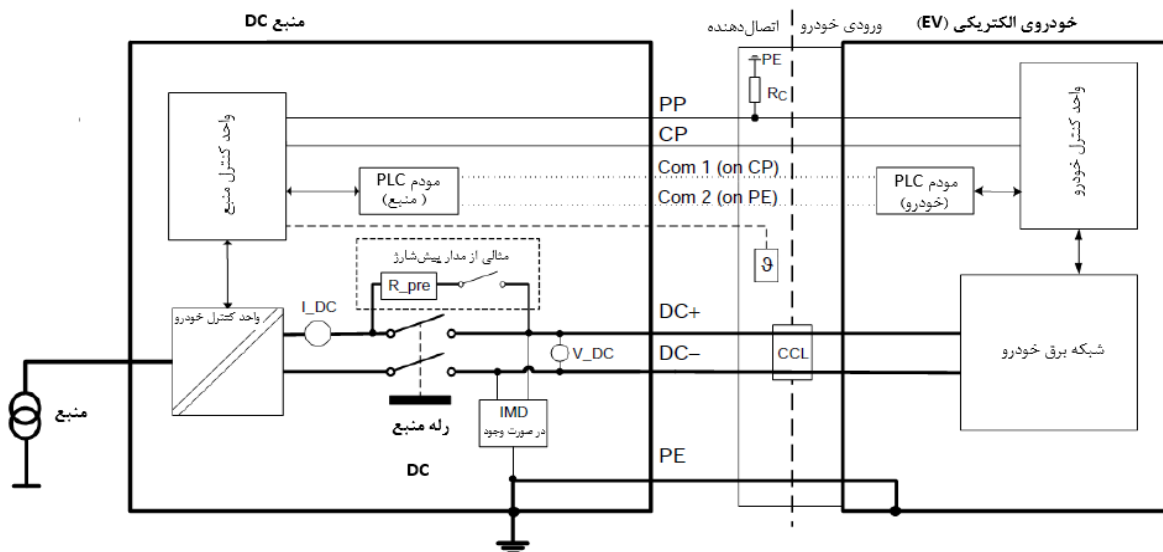 منبع DC
اتصال‌دهنده
ورودی خودرو
خودروی الکتریکی (EV)
PE
RC
PP
CP
واحد کنترل منبع
واحد کنترل خودرو
Com 1 (on CP)
Com 2 (on PE)
مودم PLC
(منبع )
مودم PLC
(خودرو)
مثالی از مدار پیش‌شارژ
R_pre
ϑ
واحد کنترل خودرو
I_DC
DC+
DC–
V_DC
CCL
شبکه برق خودرو
منبع
رله منبع
DC
IMD
در صورت وجود
PE